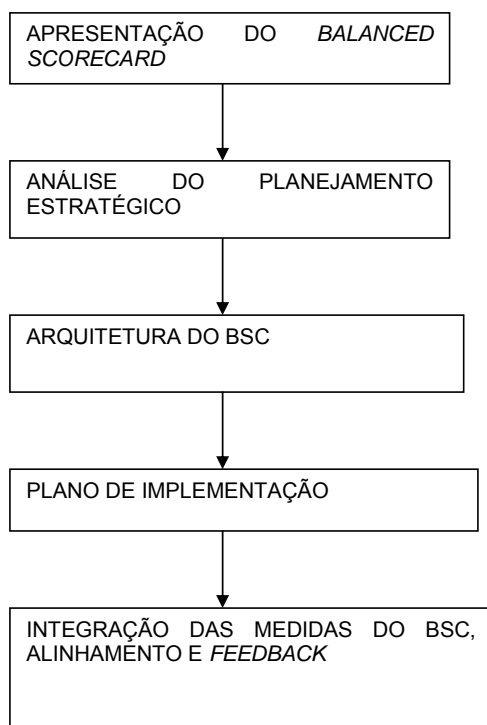 APRESENTAÇÃO DO BALANCED
SCORECARD
ANÁLISE DO PLANEJAMENTO
ESTRATÉGICO
ARQUITETURA DO BSC
PLANO DE IMPLEMENTAÇÃO
INTEGRAÇÃO DAS MEDIDAS DO BSC,
ALINHAMENTO E FEEDBACK